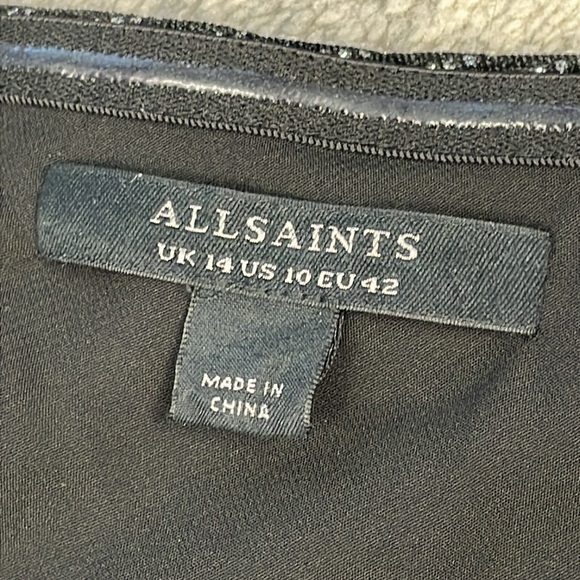 ALLSAINTS
UK 14 US 10 EU 42
MADE IN
CHINA